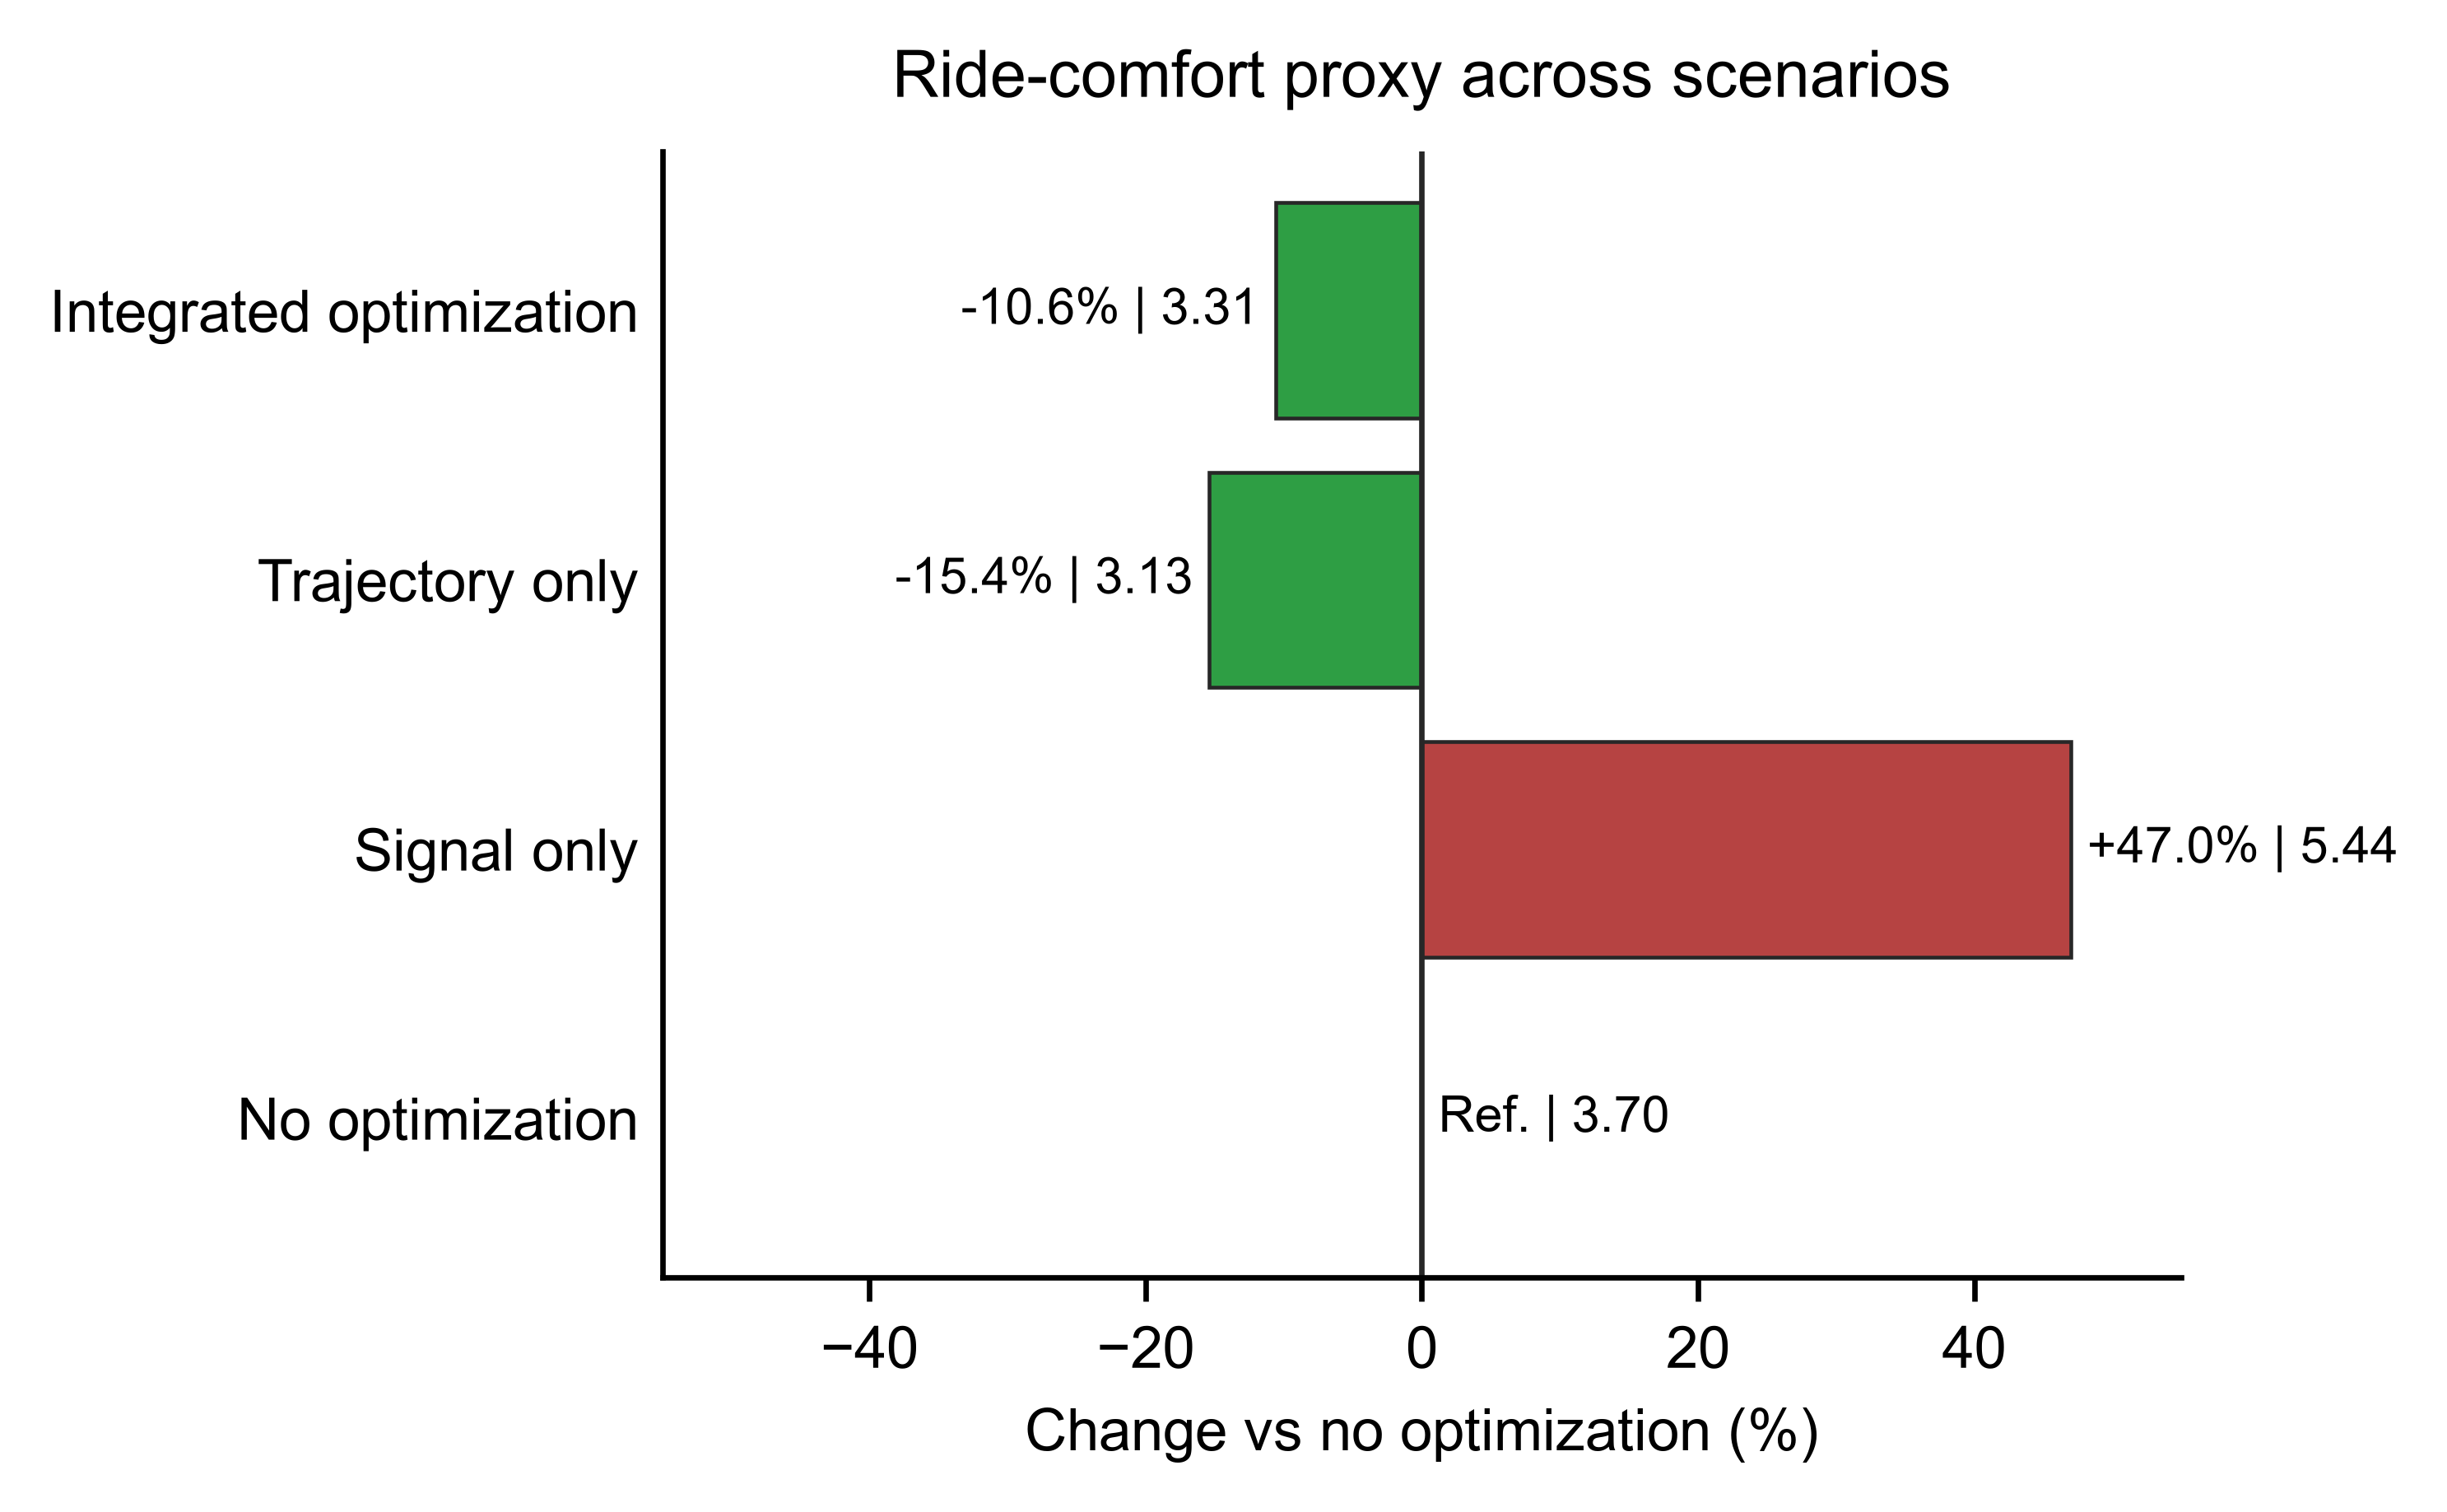 Ride-comfort proxy across scenarios
Integrated optimization
-10.6% | 3.31
Trajectory only
-15.4% | 3.13
Signal only
+47.0% | 5.44
No optimization
Ref. | 3.70
−40 −20 0 20 40
Change vs no optimization (%)